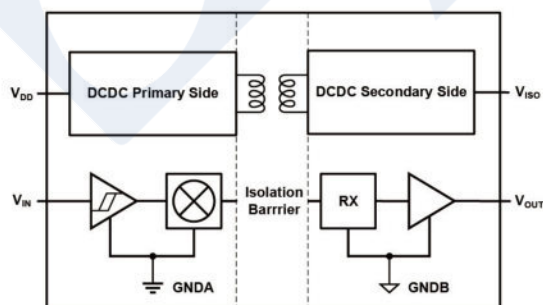 DCDC Primary Side
DCDC Secondary Side
VDD
VISO
VIN
Isolation
Barrrier
RX
VOUT
GNDA
GNDB